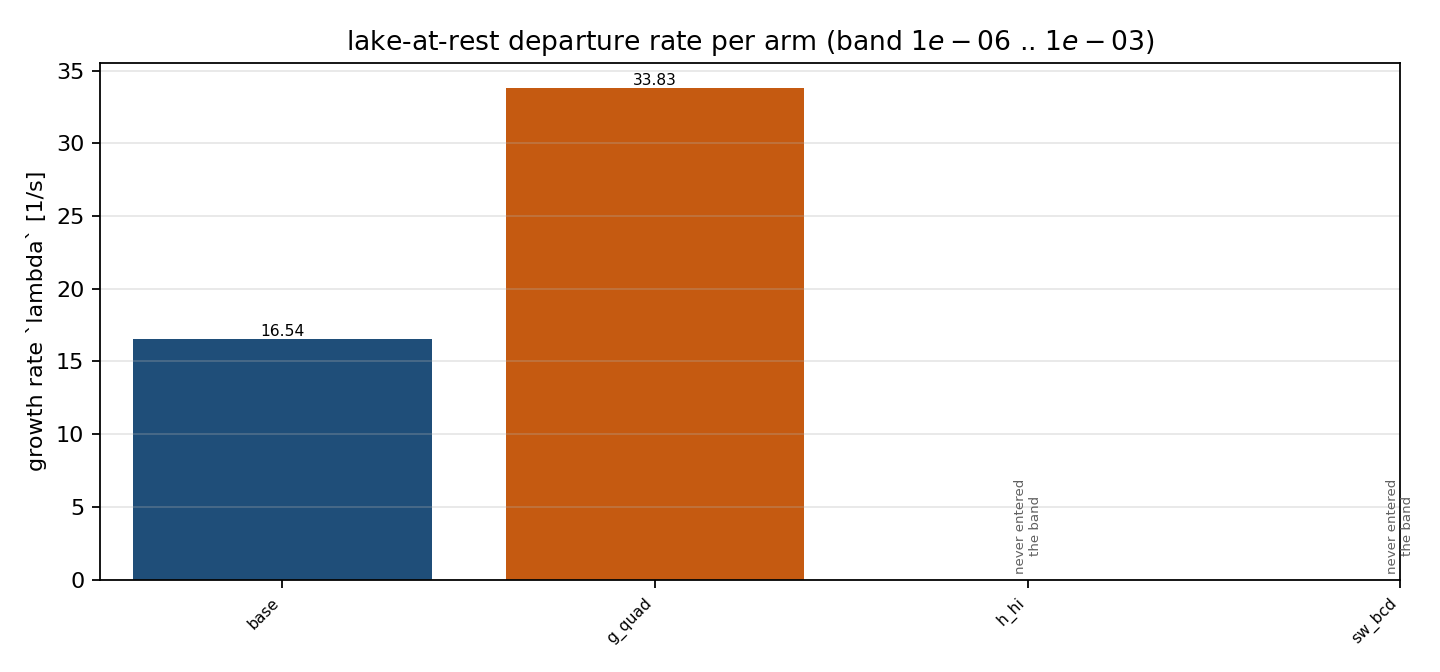 lake-at-rest departure rate per arm (band 1e − 06 .. 1e − 03)
growth rate `lambda` [1/s]
35
30
25
20
15
10
5
0
16.54
33.83
never entered
the band
never entered
the band
base
g_quad
h_hi
sw_bcd